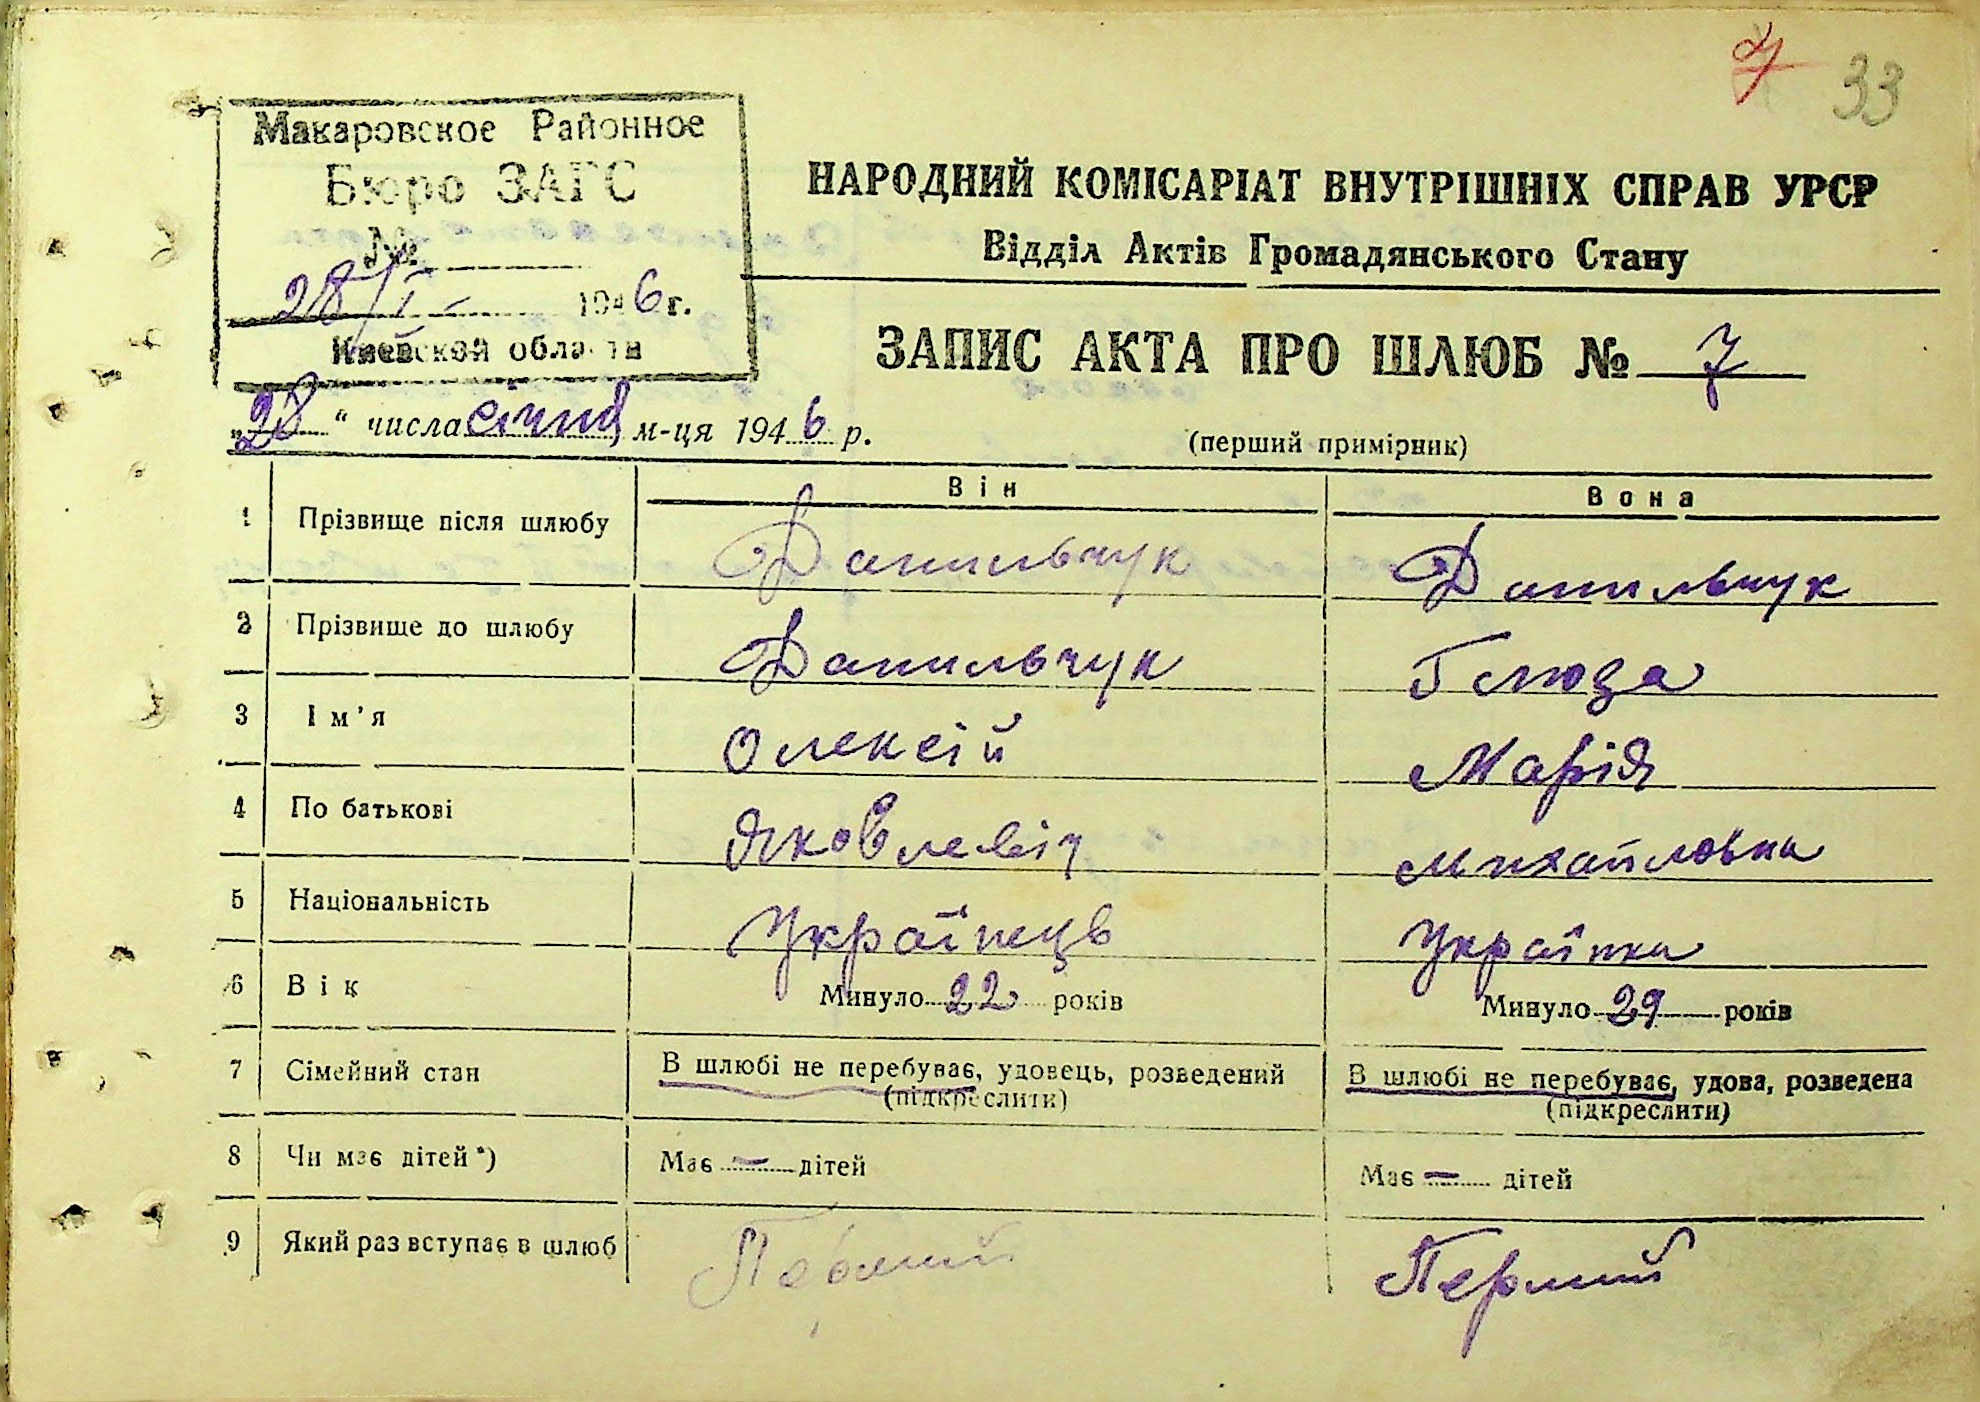 7 33
Макаровское Районное
Бюро ЗАГС
№
28/I - 1946 г.
Киевской области
НАРОДНИЙ КОМІСАРІАТ ВНУТРІШНІХ СПРАВ УРСР
Відділ Актів Громадянського Стану
ЗАПИС АКТА ПРО ШЛЮБ № 7
„28“ числа січня м-ця 1946 р.
(перший примірник)
Він Вона
1 Прізвище після шлюбу Данильчук Данильчук
2 Прізвище до шлюбу Данильчук
3 Ім'я Олексій Марія
4 По батькові Яковлевіч Михайловна
5 Національність Українець Українка
6 Вік Минуло 22 років Минуло 29 років
7 Сімейний стан В шлюбі не перебуває, удовець, розведений В шлюбі не перебуває, удова, розведена
(підкреслити) (підкреслити)
8 Чи має дітей*) Має — дітей Має — дітей
9 Який раз вступає в шлюб Перший Перший